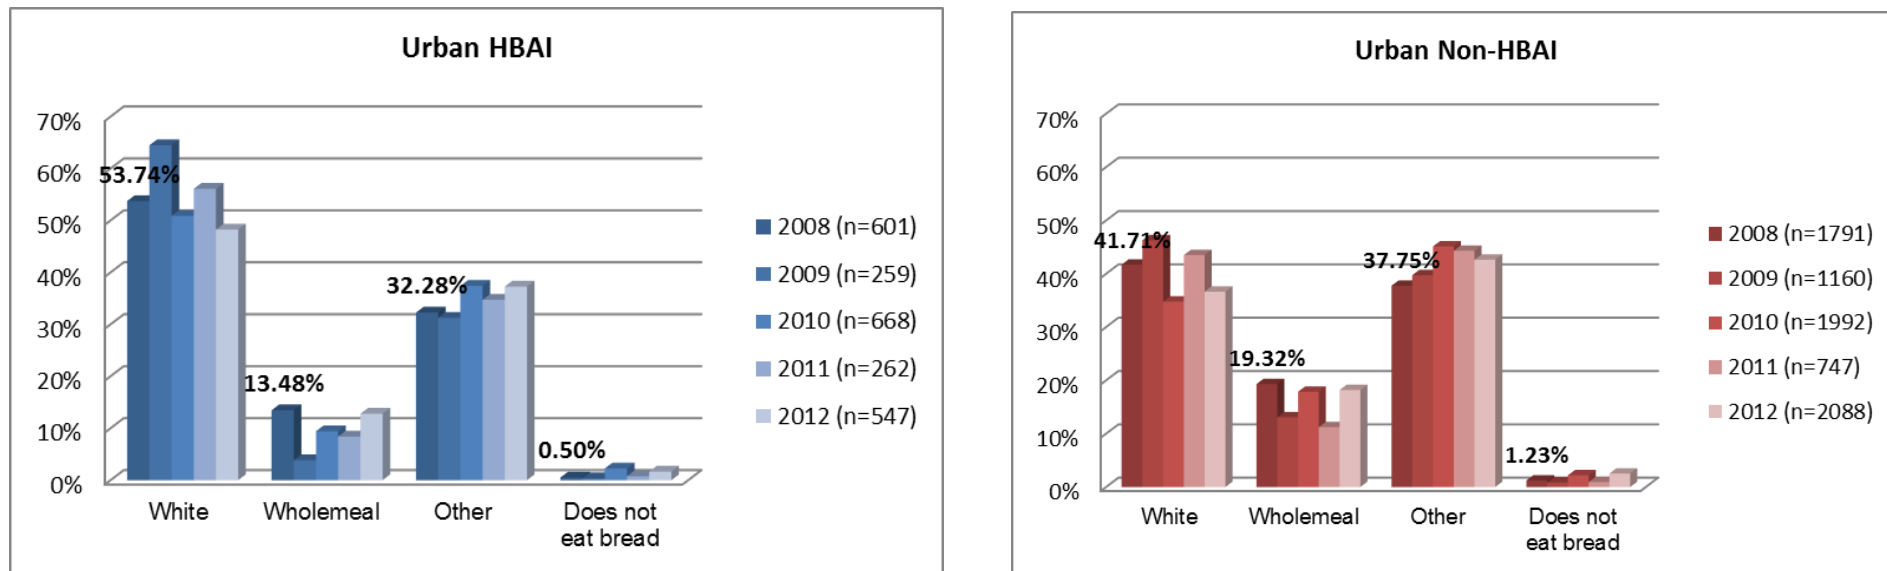 Urban HBAI
70%
60%
50%
40%
30%
20%
10%
0%
53.74%
13.48%
32.28%
0.50%
White
Wholemeal
Other
Does not
eat bread
2008 (n=601)
2009 (n=259)
2010 (n=668)
2011 (n=262)
2012 (n=547)
Urban Non-HBAI
70%
60%
50%
40%
30%
20%
10%
0%
41.71%
19.32%
37.75%
1.23%
White
Wholemeal
Other
Does not
eat bread
2008 (n=1791)
2009 (n=1160)
2010 (n=1992)
2011 (n=747)
2012 (n=2088)